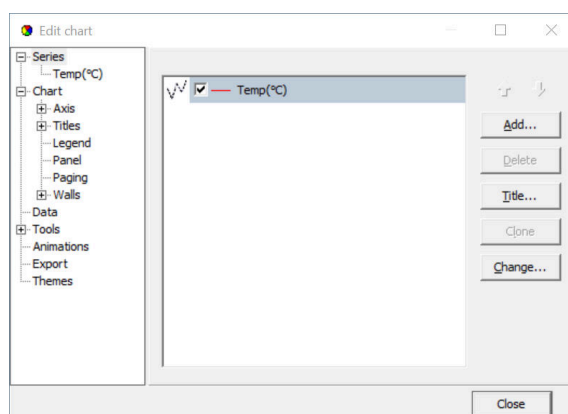 Edit chart
Series
Temp(°C)
Chart
Axis
Titles
Legend
Panel
Paging
Walls
Data
Tools
Animations
Export
Themes
Temp(°C)
Add...
Delete
Title...
Clone
Change...
Close